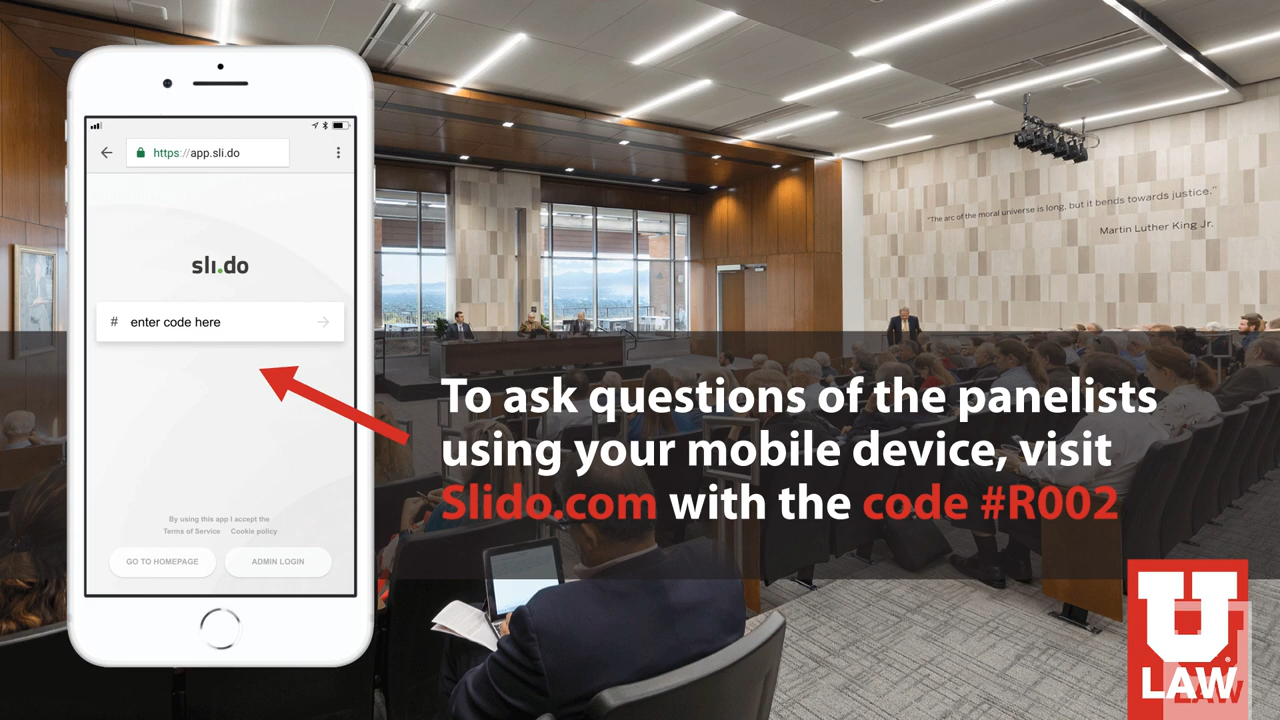 https://app.sli.do
sli.do
# enter code here
By using this app I accept the
Terms of Service Cookie policy
GO TO HOMEPAGE ADMIN LOGIN
"The arc of the moral universe is long, but it bends towards justice."
Martin Luther King Jr.
To ask questions of the panelists
using your mobile device, visit
Slido.com with the code #R002
U®
LAW